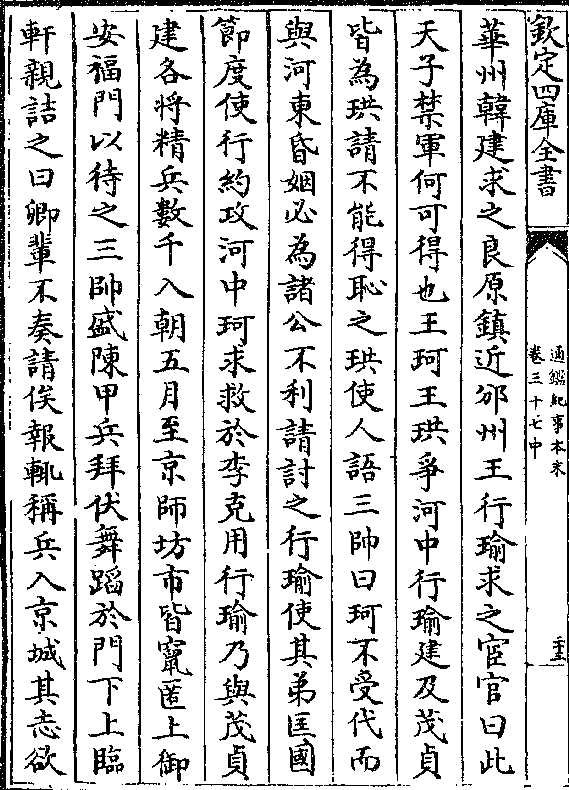 欽定四庫全書
通鑑紀事本末
卷三十七中
華州韓建求之良原鎮近邠州王行瑜求之宦官曰此
天子禁軍何可得也王珂王珙爭河中行瑜建及茂貞
皆為珙請不能得恥之珙使人語三帥曰珂不受代而
與河東昏姻必為諸公不利請討之行瑜使其弟匡國
節度使行約攻河中珂求救於李克用行瑜乃與茂貞
建各將精兵數千入朝五月至京師坊市皆竄匿上御
安福門以待之三帥盛陳甲兵拜伏舞蹈於門下上臨
軒親詰之曰卿輩不奏請俟報輒稱兵入京城其志欲